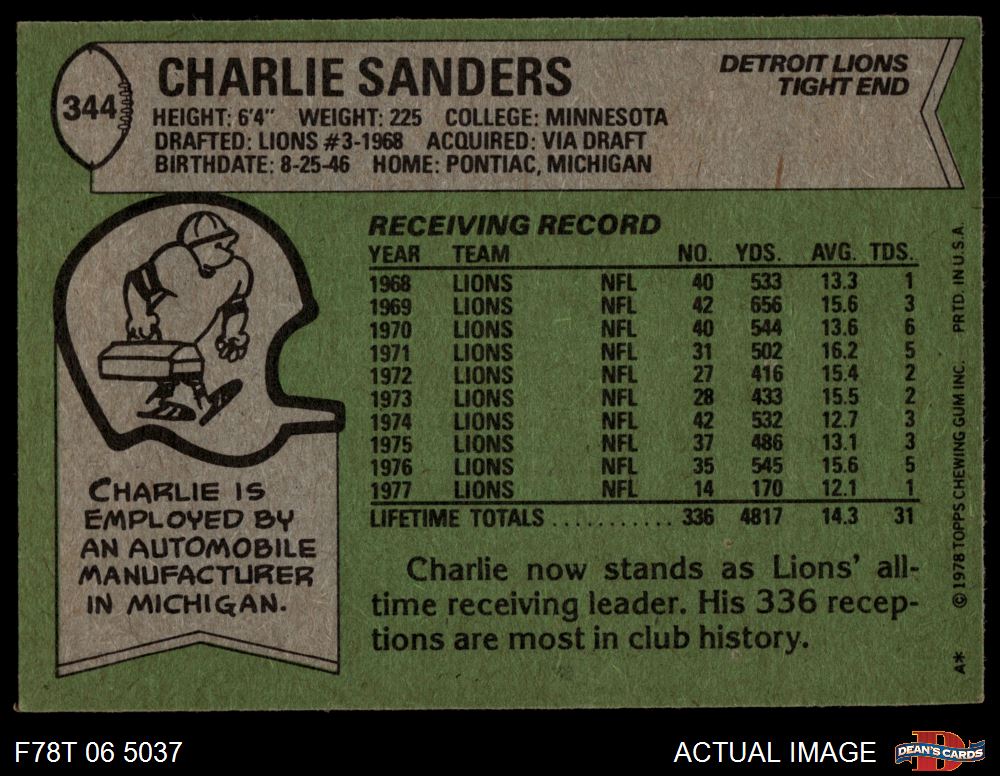 344
CHARLIE SANDERS
DETROIT LIONS
TIGHT END
HEIGHT: 6'4" WEIGHT: 225 COLLEGE: MINNESOTA
DRAFTED: LIONS #3-1968 ACQUIRED: VIA DRAFT
BIRTHDATE: 8-25-46 HOME: PONTIAC, MICHIGAN
RECEIVING RECORD
YEAR TEAM NO. YDS. AVG. TDS.
1968 LIONS NFL 40 533 13.3 1
1969 LIONS NFL 42 656 15.6 3
1970 LIONS NFL 40 544 13.6 6
1971 LIONS NFL 31 502 16.2 5
1972 LIONS NFL 27 416 15.4 2
1973 LIONS NFL 28 433 15.5 2
1974 LIONS NFL 42 532 12.7 3
1975 LIONS NFL 37 486 13.1 3
1976 LIONS NFL 35 545 15.6 5
1977 LIONS NFL 14 170 12.1 1
LIFETIME TOTALS ........... 336 4817 14.3 31
CHARLIE IS
EMPLOYED BY
AN AUTOMOBILE
MANUFACTURER
IN MICHIGAN.
Charlie now stands as Lions' all-
time receiving leader. His 336 recep-
tions are most in club history.
A* © 1978 TOPPS CHEWING GUM INC. PRTD. IN U.S.A.
F78T 06 5037
ACTUAL IMAGE
DEAN'S CARDS